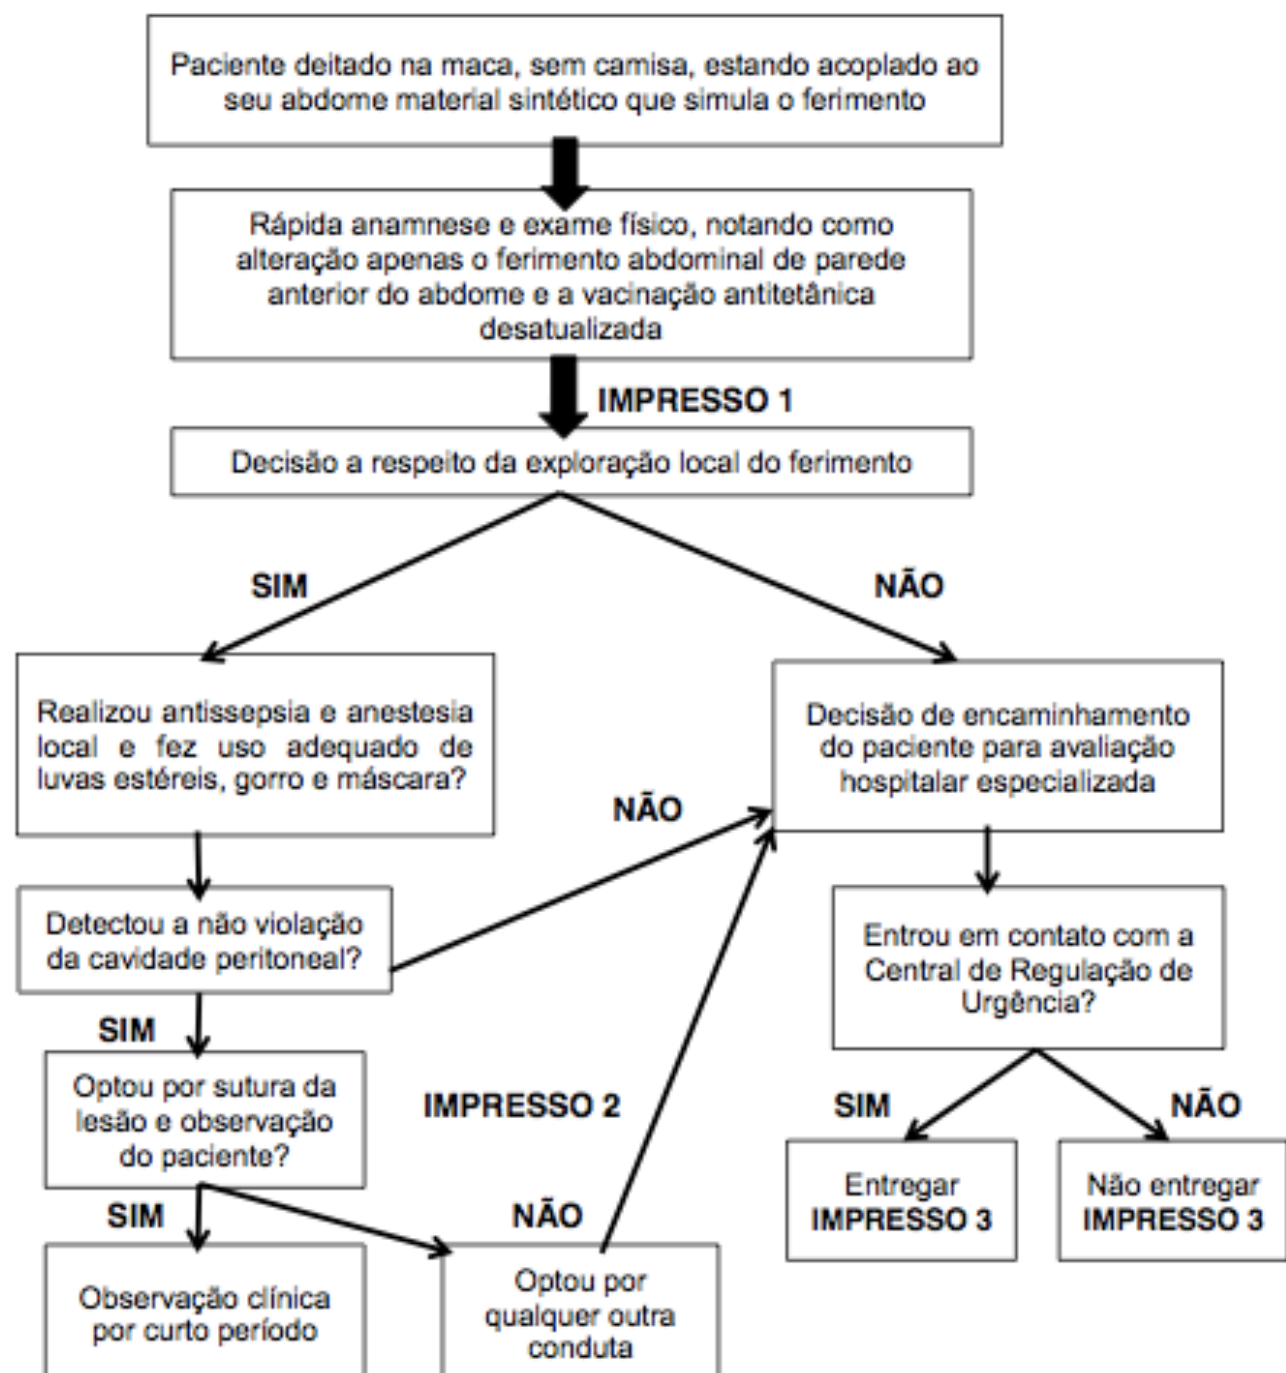 Paciente deitado na maca, sem camisa, estando acoplado ao
seu abdome material sintético que simula o ferimento
Rápida anamnese e exame físico, notando como
alteração apenas o ferimento abdominal de parede
anterior do abdome e a vacinação antitetânica
desatualizada
IMPRESSO 1
Decisão a respeito da exploração local do ferimento
SIM
NÃO
Realizou antissepsia e anestesia
local e fez uso adequado de
luvas estéreis, gorro e máscara?
Decisão de encaminhamento
do paciente para avaliação
hospitalar especializada
NÃO
Detectou a não violação
da cavidade peritoneal?
Entrou em contato com a
Central de Regulação de
Urgência?
SIM
Optou por sutura da
lesão e observação
do paciente?
IMPRESSO 2
SIM
NÃO
Entregar
IMPRESSO 3
Não entregar
IMPRESSO 3
SIM
NÃO
Observação clínica
por curto período
Optou por
qualquer outra
conduta